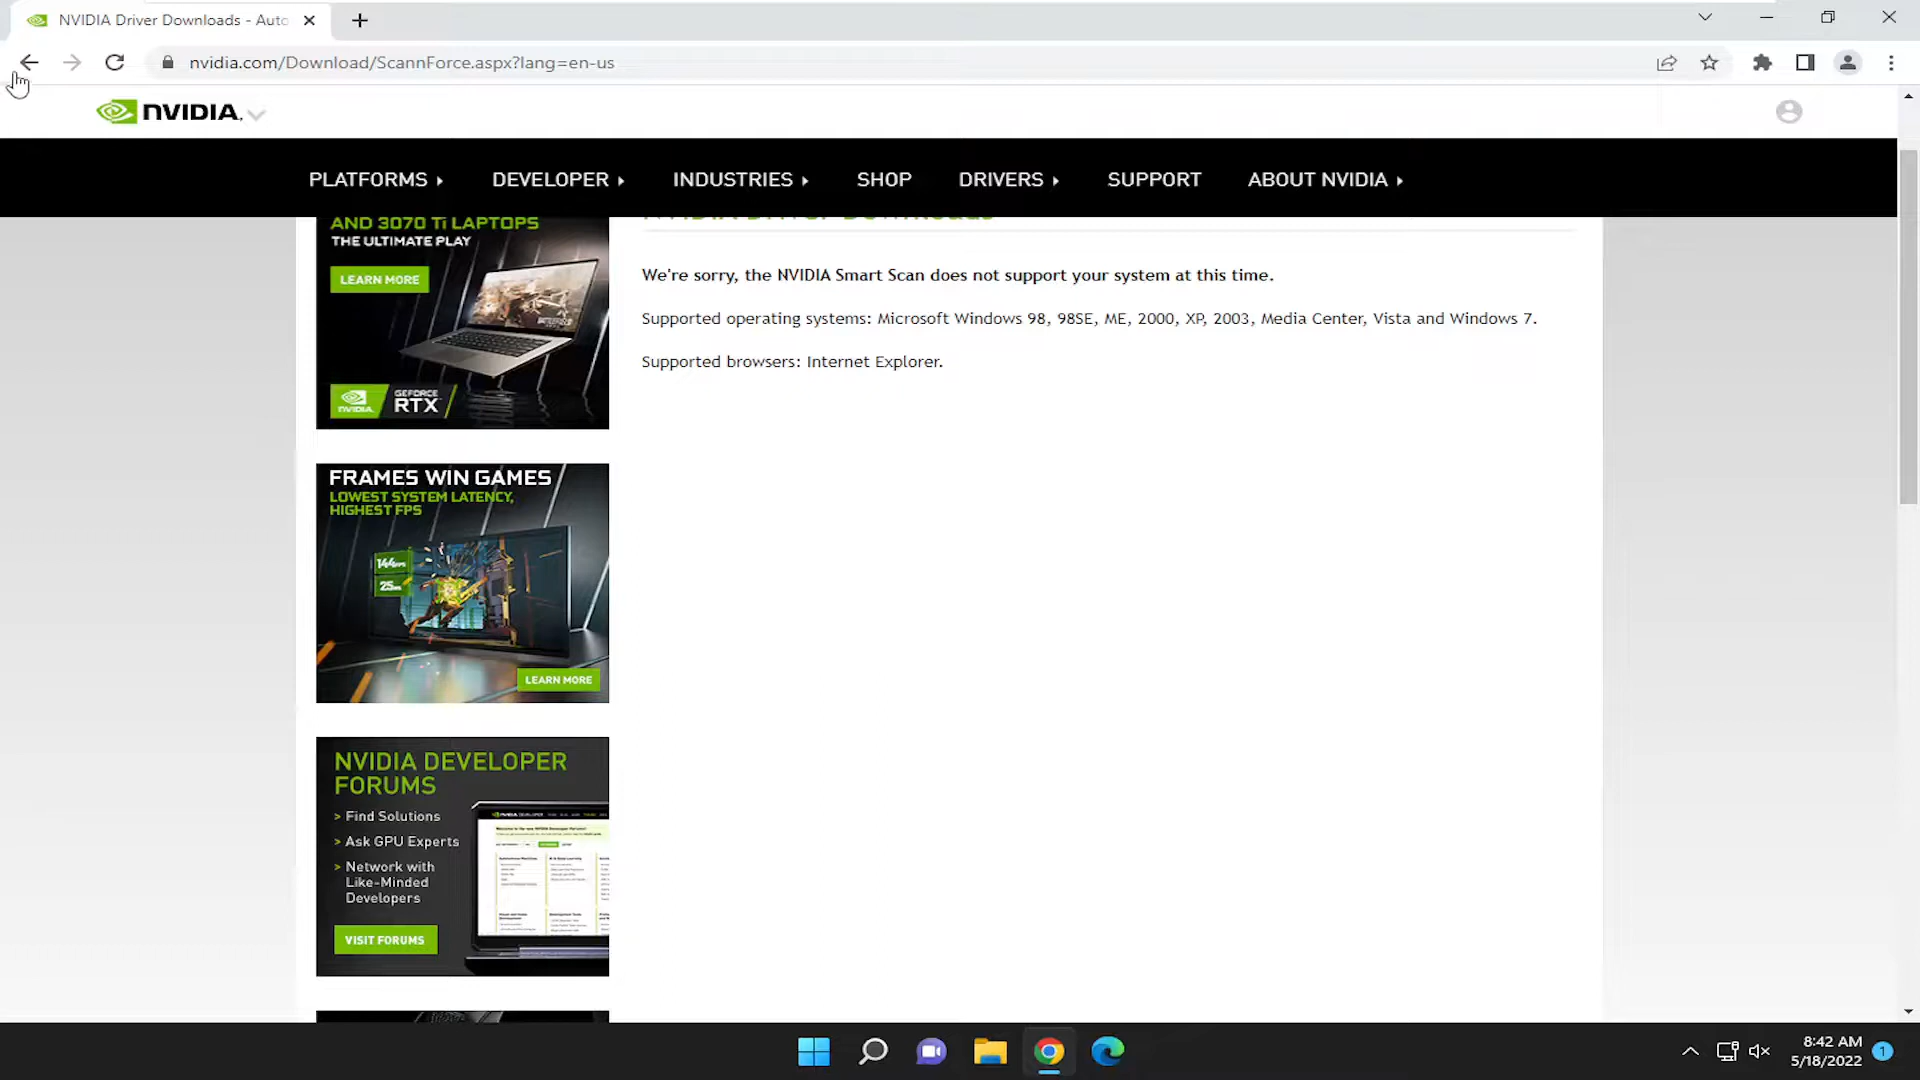 NVIDIA Driver Downloads - Auto
nvidia.com/Download/ScannForce.aspx?lang=en-us
NVIDIA.
PLATFORMS DEVELOPER INDUSTRIES SHOP DRIVERS SUPPORT ABOUT NVIDIA
AND 3070 Ti LAPTOPS
THE ULTIMATE PLAY
LEARN MORE
NVIDIA.
GEFORCE
RTX
NVIDIA Driver Downloads
We're sorry, the NVIDIA Smart Scan does not support your system at this time.
Supported operating systems: Microsoft Windows 98, 98SE, ME, 2000, XP, 2003, Media Center, Vista and Windows 7.
Supported browsers: Internet Explorer.
FRAMES WIN GAMES
LOWEST SYSTEM LATENCY,
HIGHEST FPS
LEARN MORE
NVIDIA DEVELOPER
FORUMS
> Find Solutions
> Ask GPU Experts
> Network with
Like-Minded
Developers
VISIT FORUMS
8:42 AM
5/18/2022
1